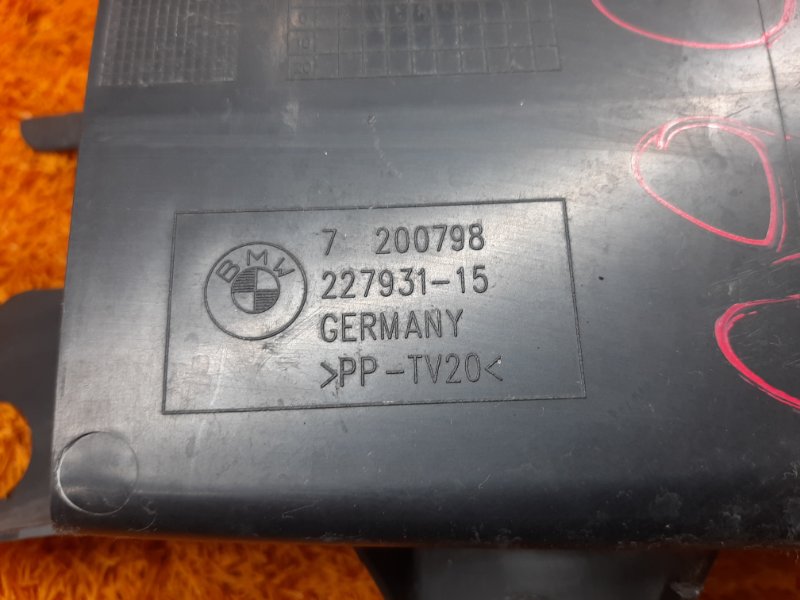 BMW
7 200798
227931-15
GERMANY
>PP-TV20<